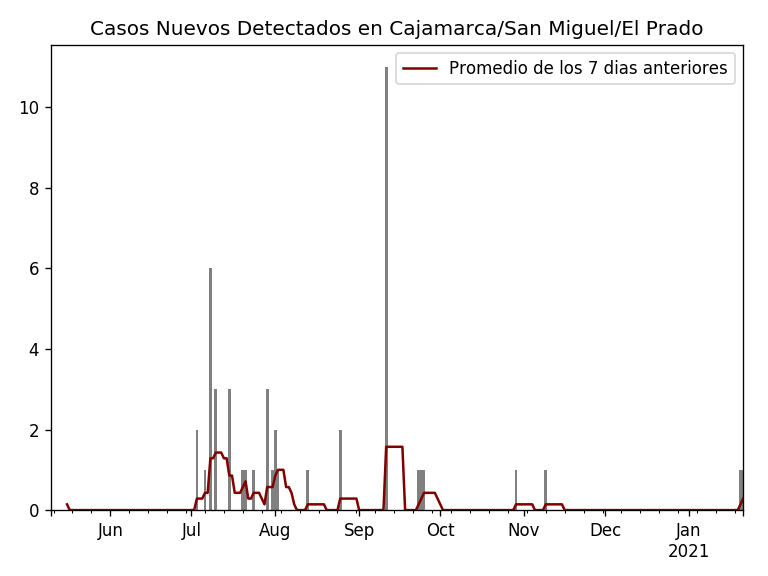 Casos Nuevos Detectados en Cajamarca/San Miguel/El Prado
Promedio de los 7 dias anteriores
10
8
6
4
2
0
Jun Jul Aug Sep Oct Nov Dec Jan
2021